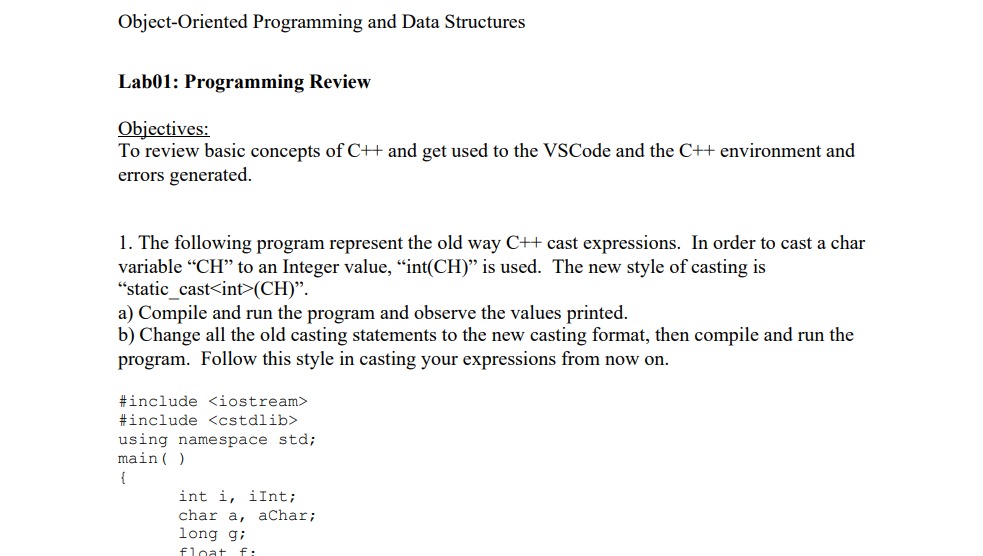 Object-Oriented Programming and Data Structures
Lab01: Programming Review
Objectives:
To review basic concepts of C++ and get used to the VSCode and the C++ environment and
errors generated.
1. The following program represent the old way C++ cast expressions.  In order to cast a char
variable “CH” to an Integer value, “int(CH)” is used.  The new style of casting is
“static_cast<int>(CH)”.
a) Compile and run the program and observe the values printed.
b) Change all the old casting statements to the new casting format, then compile and run the
program.  Follow this style in casting your expressions from now on.
#include <iostream>
#include <cstdlib>
using namespace std;
main( )
{
int i, iInt;
char a, aChar;
long g;
float f;